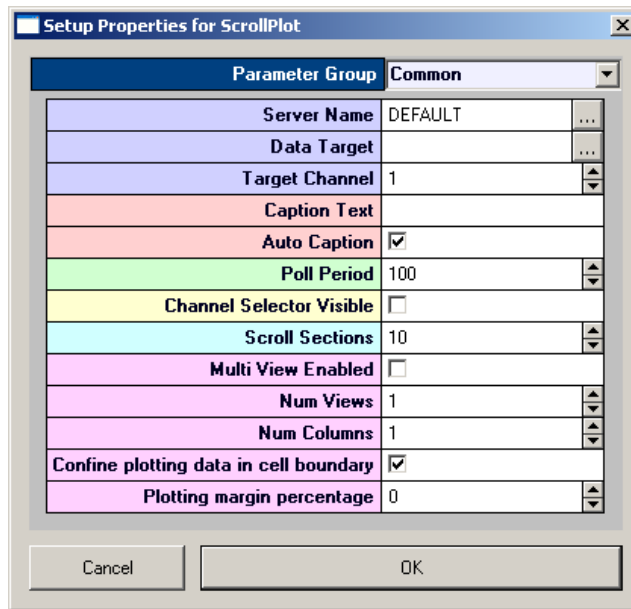 Setup Properties for ScrollPlot
Parameter Group Common
Server Name DEFAULT ...
Data Target ...
Target Channel 1
Caption Text
Auto Caption
Poll Period 100
Channel Selector Visible
Scroll Sections 10
Multi View Enabled
Num Views 1
Num Columns 1
Confine plotting data in cell boundary
Plotting margin percentage 0
Cancel OK